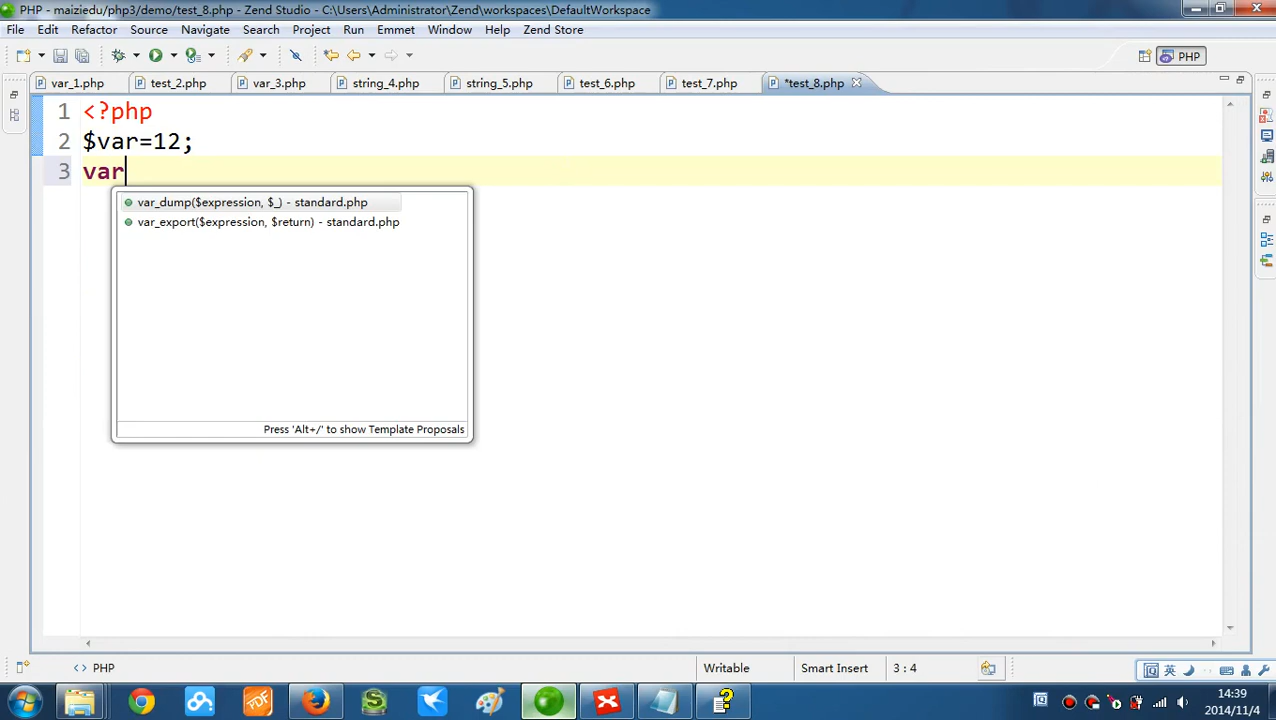 PHP - maiziedu/php3/demo/test_8.php - Zend Studio - C:\Users\Administrator\Zend\workspaces\DefaultWorkspace
File Edit Refactor Source Navigate Search Project Run Emmet Window Help Zend Store
PHP
var_1.php test_2.php var_3.php string_4.php string_5.php test_6.php test_7.php *test_8.php
1 <?php
2 $var=12;
3 var
var_dump($expression, $_) - standard.php
var_export($expression, $return) - standard.php
Press 'Alt+/' to show Template Proposals
<> PHP Writable Smart Insert 3 : 4
英
PDF
14:39
2014/11/4